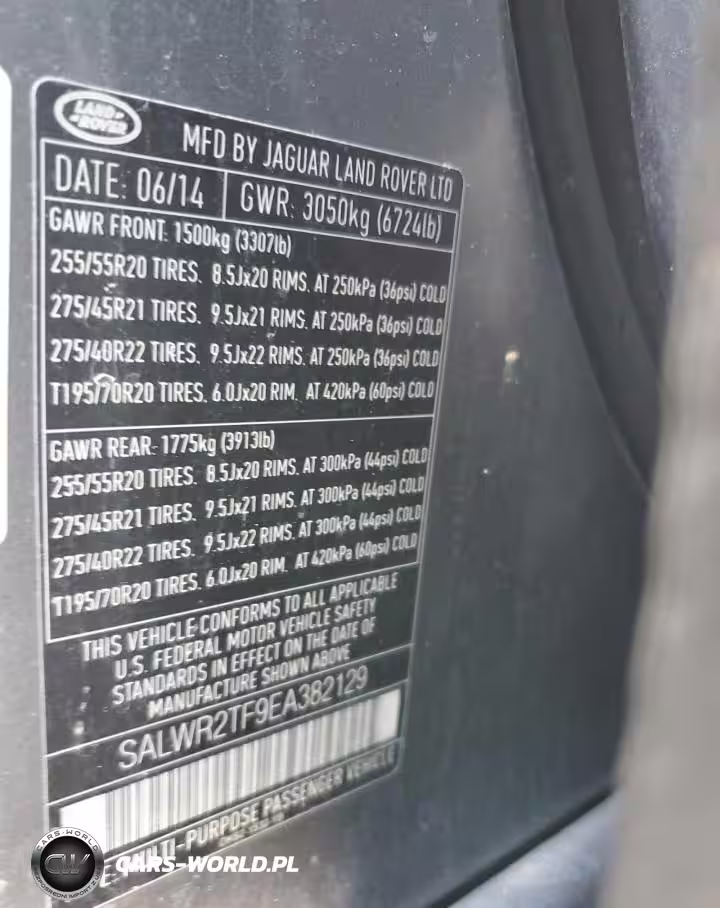 LAND ROVER
MFD BY JAGUAR LAND ROVER LTD
DATE: 06/14 GWR: 3050kg (6724lb)
GAWR FRONT: 1500kg (3307lb)
255/55R20 TIRES. 8.5Jx20 RIMS. AT 250kPa (36psi) COLD
275/45R21 TIRES. 9.5Jx21 RIMS. AT 250kPa (36psi) COLD
275/40R22 TIRES. 9.5Jx22 RIMS. AT 250kPa (36psi) COLD
T195/70R20 TIRES. 6.0Jx20 RIM. AT 420kPa (60psi) COLD
GAWR REAR: 1775kg (3913lb)
255/55R20 TIRES. 8.5Jx20 RIMS. AT 300kPa (44psi) COLD
275/45R21 TIRES. 9.5Jx21 RIMS. AT 300kPa (44psi) COLD
275/40R22 TIRES. 9.5Jx22 RIMS. AT 300kPa (44psi) COLD
T195/70R20 TIRES. 6.0Jx20 RIM. AT 420kPa (60psi) COLD
THIS VEHICLE CONFORMS TO ALL APPLICABLE
U.S. FEDERAL MOTOR VEHICLE SAFETY
STANDARDS IN EFFECT ON THE DATE OF
MANUFACTURE SHOWN ABOVE
SALWR2TF9EA382129
MULTI-PURPOSE PASSENGER VEHICLE
CARS-WORLD
CW
CARS-WORLD.PL